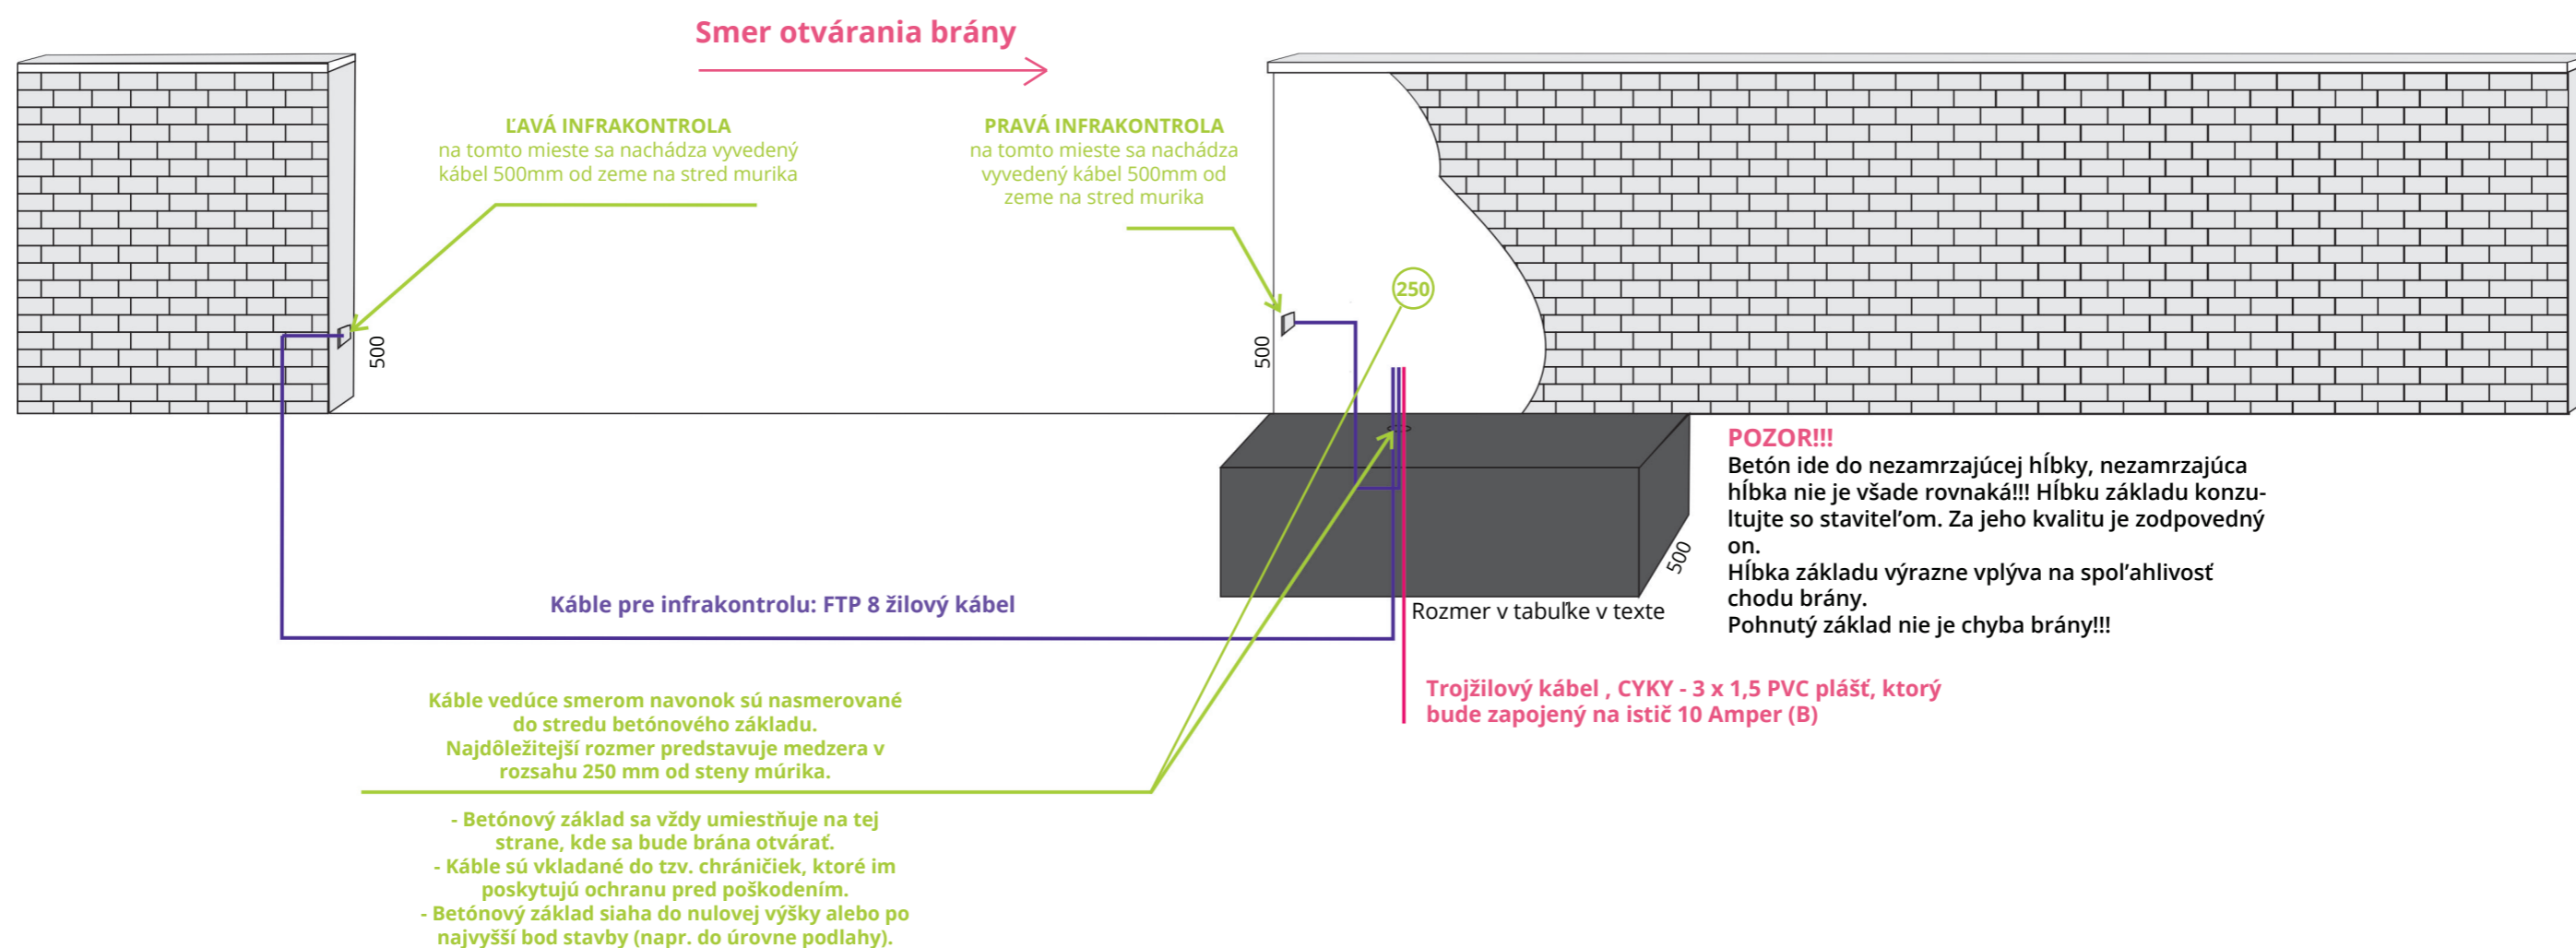 Smer otvárania brány
ĽAVÁ INFRAKONTROLA
na tomto mieste sa nachádza vyvedený
kábel 500mm od zeme na stred murika
PRAVÁ INFRAKONTROLA
na tomto mieste sa nachádza
vyvedený kábel 500mm od
zeme na stred murika
250
500
500
POZOR!!!
Betón ide do nezamrzajúcej hĺbky, nezamrzajúca
hĺbka nie je všade rovnaká!!! Hĺbku základu konzu-
ltujte so staviteľom. Za jeho kvalitu je zodpovedný
on.
Hĺbka základu výrazne vplýva na spoľahlivosť
chodu brány.
Pohnutý základ nie je chyba brány!!!
500
Rozmer v tabuľke v texte
Káble pre infrakontrolu: FTP 8 žilový kábel
Trojžilový kábel , CYKY - 3 x 1,5 PVC plášť, ktorý
bude zapojený na istič 10 Amper (B)
Káble vedúce smerom navonok sú nasmerované
do stredu betónového základu.
Najdôležitejší rozmer predstavuje medzera v
rozsahu 250 mm od steny múrika.
- Betónový základ sa vždy umiestňuje na tej
strane, kde sa bude brána otvárať.
- Káble sú vkladané do tzv. chráničiek, ktoré im
poskytujú ochranu pred poškodením.
- Betónový základ siaha do nulovej výšky alebo po
najvyšší bod stavby (napr. do úrovne podlahy).